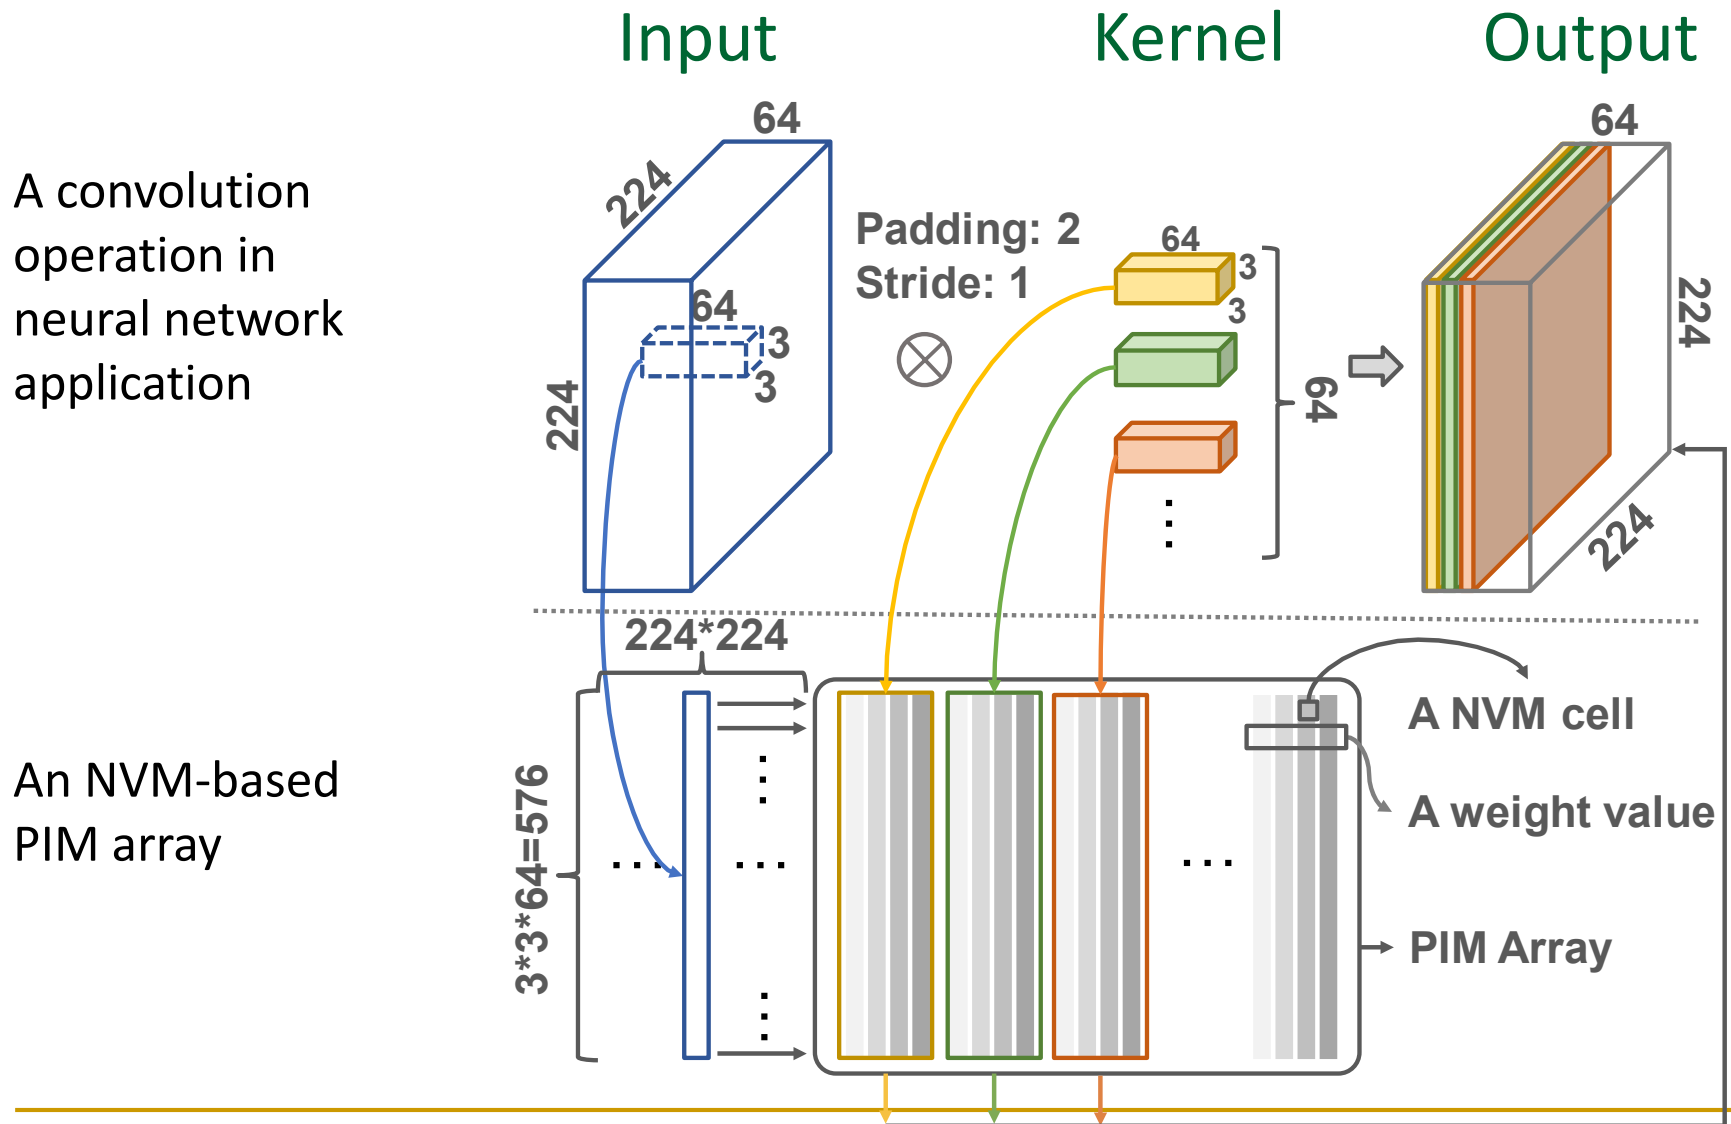 Input
Kernel
Output
A convolution
operation in
neural network
application
64
224
224
64
3
3
Padding: 2
Stride: 1
64
3
3
64
64
224
224
224*224
3*3*64=576
An NVM-based
PIM array
A NVM cell
A weight value
PIM Array